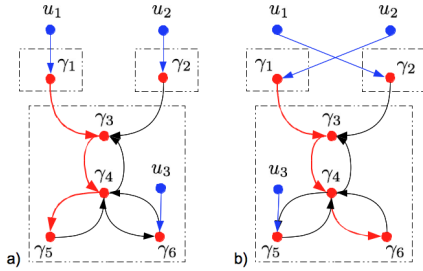 u₁ u₂ u₁ u₂
γ₁ γ₂ γ₁ γ₂
γ₃ γ₃
γ₄ u₃ u₃ γ₄
a) γ₅ γ₆ b) γ₅ γ₆